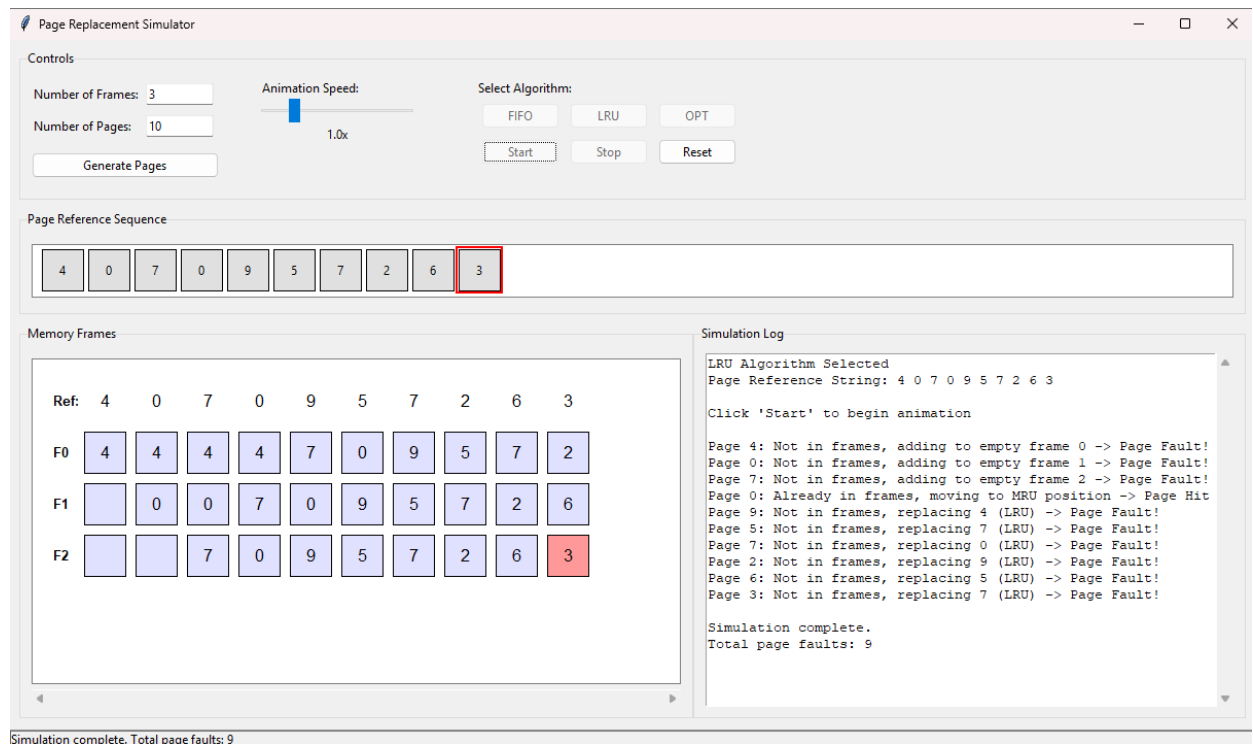 Page Replacement Simulator
Controls
Number of Frames: 3
Number of Pages: 10
Generate Pages
Animation Speed:
1.0x
Select Algorithm:
FIFO LRU OPT
Start Stop Reset
Page Reference Sequence
4 0 7 0 9 5 7 2 6 3
Memory Frames
Ref: 4 0 7 0 9 5 7 2 6 3
F0 4 4 4 4 7 0 9 5 7 2
F1 0 0 7 0 9 5 7 2 6
F2 7 0 9 5 7 2 6 3
Simulation Log
LRU Algorithm Selected
Page Reference String: 4 0 7 0 9 5 7 2 6 3
Click 'Start' to begin animation
Page 4: Not in frames, adding to empty frame 0 -> Page Fault!
Page 0: Not in frames, adding to empty frame 1 -> Page Fault!
Page 7: Not in frames, adding to empty frame 2 -> Page Fault!
Page 0: Already in frames, moving to MRU position -> Page Hit
Page 9: Not in frames, replacing 4 (LRU) -> Page Fault!
Page 5: Not in frames, replacing 7 (LRU) -> Page Fault!
Page 7: Not in frames, replacing 0 (LRU) -> Page Fault!
Page 2: Not in frames, replacing 9 (LRU) -> Page Fault!
Page 6: Not in frames, replacing 5 (LRU) -> Page Fault!
Page 3: Not in frames, replacing 7 (LRU) -> Page Fault!
Simulation complete.
Total page faults: 9
Simulation complete. Total page faults: 9